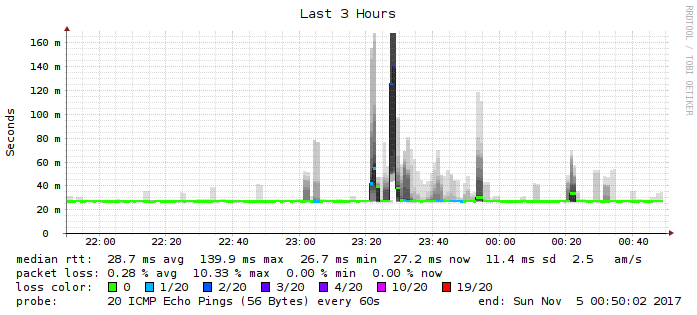 Last 3 Hours
RRDTOOL / TOBI OETIKER
Seconds
160 m
140 m
120 m
100 m
80 m
60 m
40 m
20 m
0
22:00 22:20 22:40 23:00 23:20 23:40 00:00 00:20 00:40
median rtt: 28.7 ms avg 139.9 ms max 26.7 ms min 27.2 ms now 11.4 ms sd 2.5 am/s
packet loss: 0.28 % avg 10.33 % max 0.00 % min 0.00 % now
loss color: 0 1/20 2/20 3/20 4/20 10/20 19/20
probe: 20 ICMP Echo Pings (56 Bytes) every 60s end: Sun Nov 5 00:50:02 2017